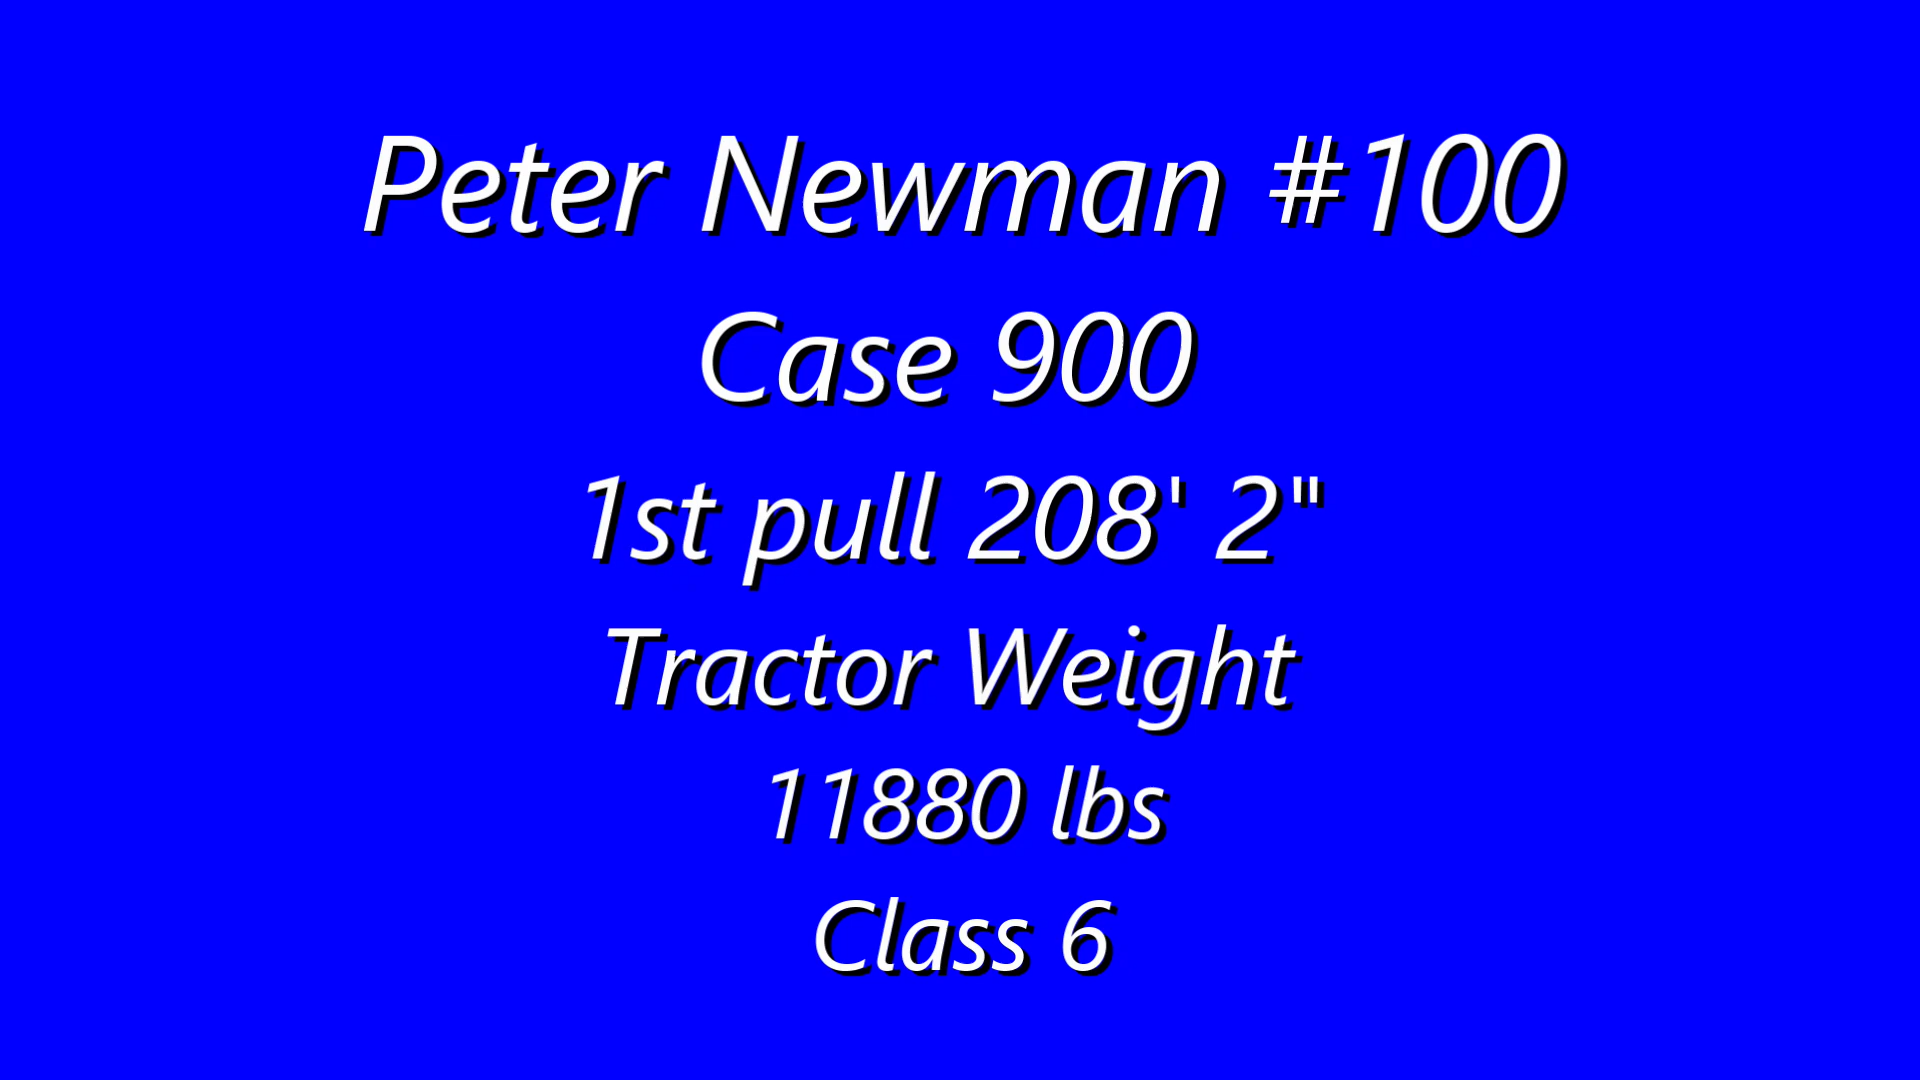 Peter Newman #100
Case 900
1st pull 208' 2"
Tractor Weight
11880 lbs
Class 6